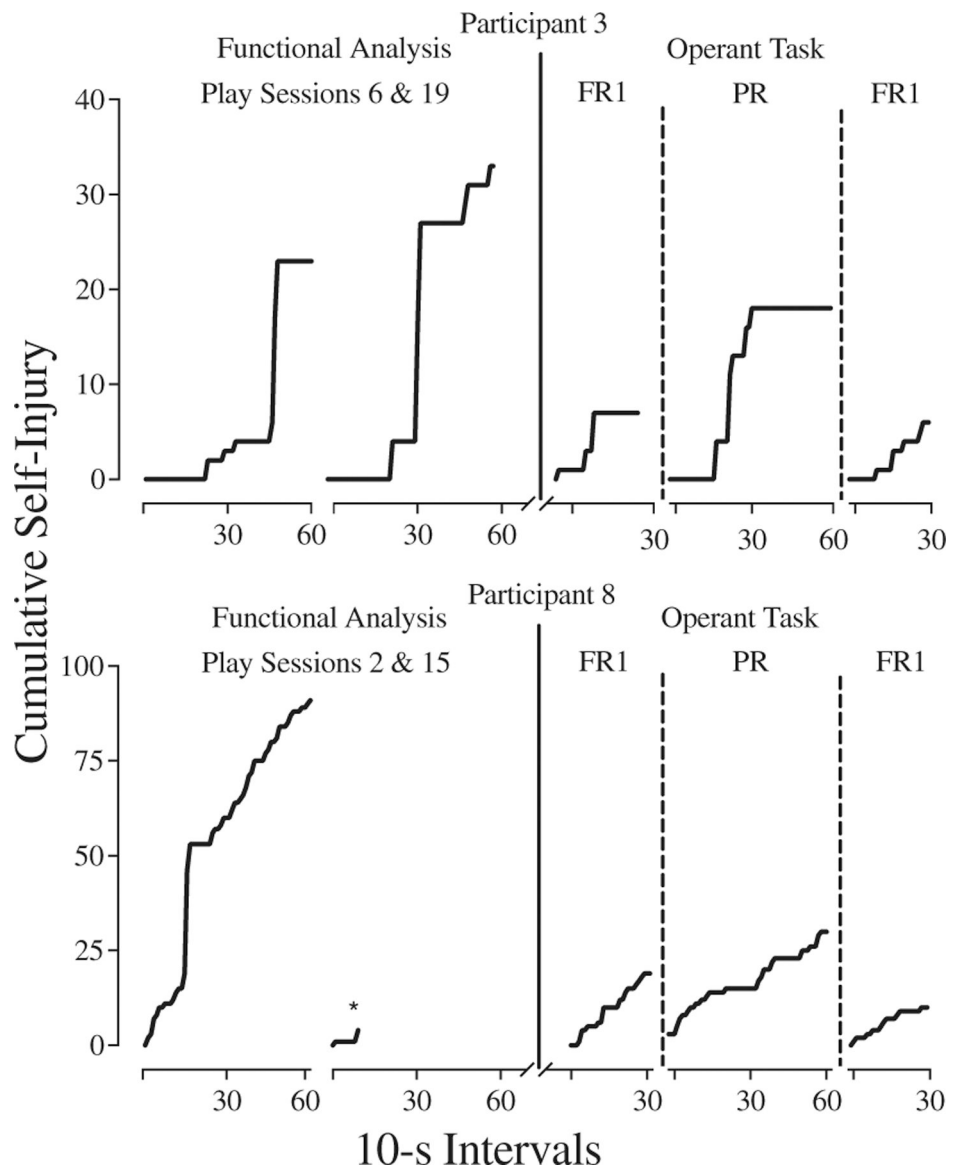 Participant 3
Functional Analysis
Operant Task
Play Sessions 6 & 19
FR1
PR
FR1
40
30
20
10
0
30
60
30
60
30
30
60
30
Participant 8
Functional Analysis
Operant Task
Play Sessions 2 & 15
FR1
PR
FR1
100
75
50
25
0
*
30
60
30
60
30
30
60
30
Cumulative Self-Injury
10-s Intervals